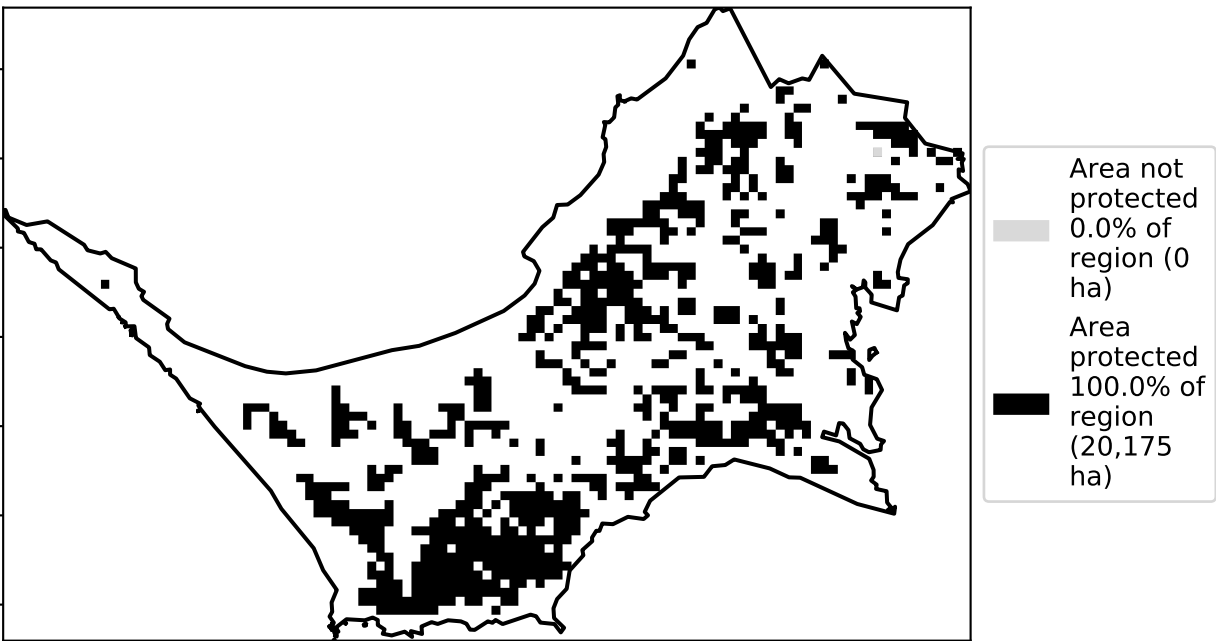 Area not
protected
0.0% of
region (0
ha)
Area
protected
100.0% of
region
(20,175
ha)